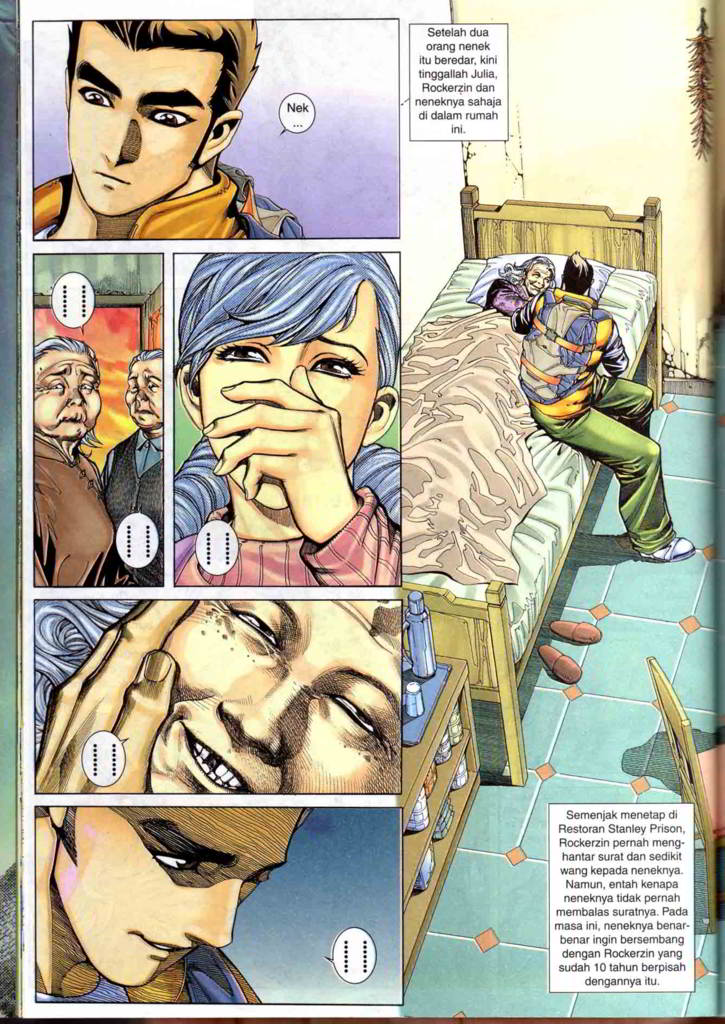 Nek
...
Setelah dua
orang nenek
itu beredar, kini
tinggallah Julia,
Rockerzin dan
neneknya sahaja
di dalam rumah
ini.
......
......
......
......
......
Semenjak menetap di
Restoran Stanley Prison,
Rockerzin pernah meng-
hantar surat dan sedikit
wang kepada neneknya.
Namun, entah kenapa
neneknya tidak pernah
membalas suratnya. Pada
masa ini, neneknya benar-
benar ingin bersembang
dengan Rockerzin yang
sudah 10 tahun berpisah
dengannya itu.